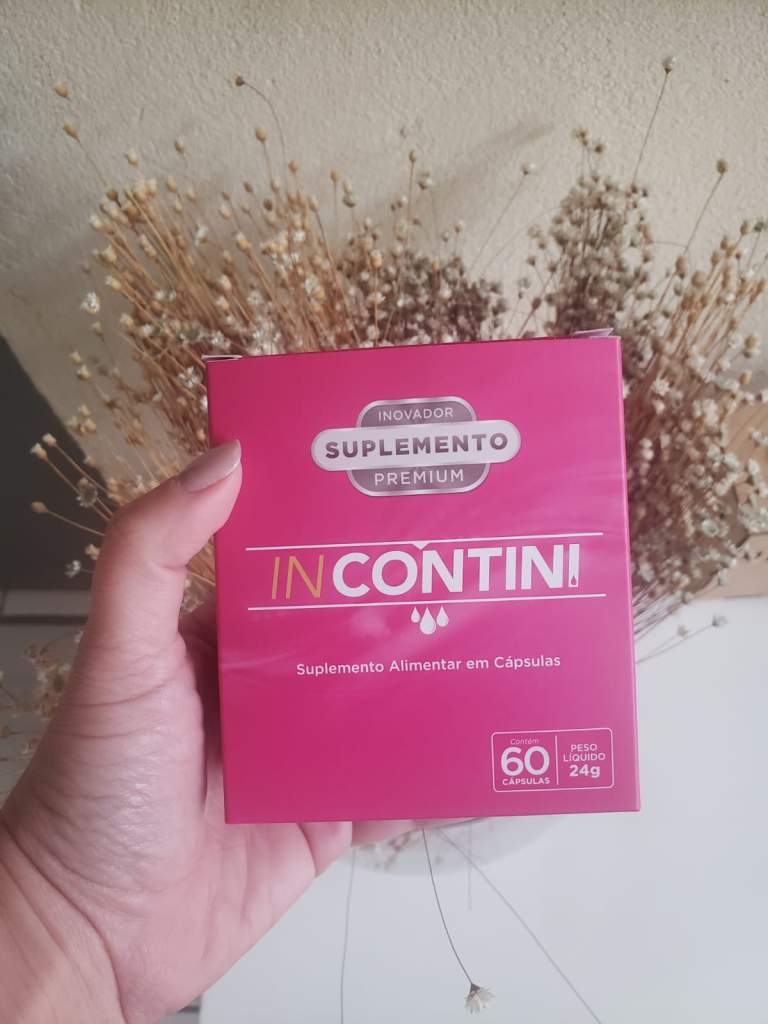 INOVADOR
SUPLEMENTO
PREMIUM
INCONTINI
Suplemento Alimentar em Cápsulas
Contém
60
CÁPSULAS
PESO
LÍQUIDO
24g